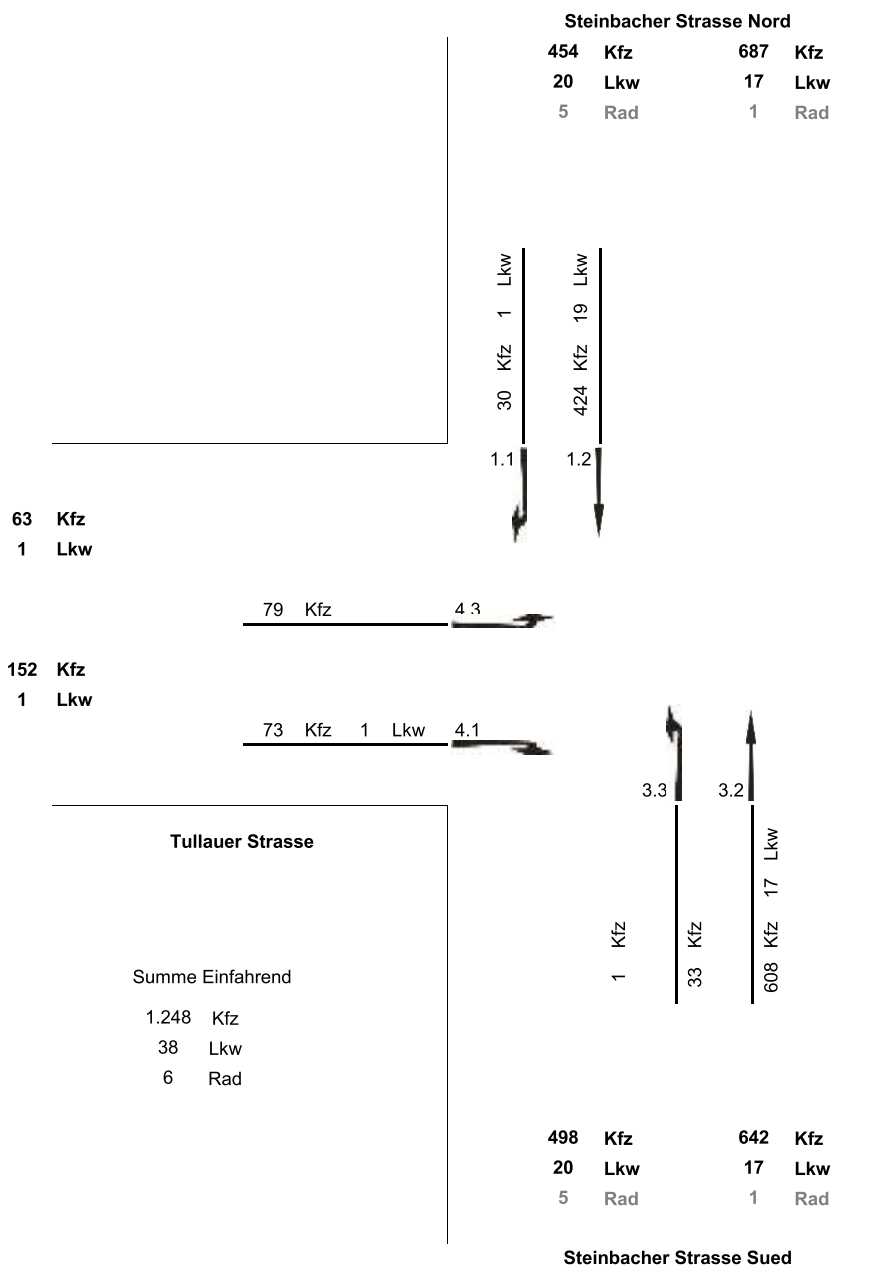 Steinbacher Strasse Nord
454 Kfz 687 Kfz
20 Lkw 17 Lkw
5 Rad 1 Rad
30 Kfz 1 Lkw
424 Kfz 19 Lkw
1.1 1.2
63 Kfz
1 Lkw
79 Kfz 4.3
152 Kfz
1 Lkw
73 Kfz 1 Lkw 4.1
3.3 3.2
Tullauer Strasse
1 Kfz
33 Kfz
608 Kfz 17 Lkw
Summe Einfahrend
1.248 Kfz
38 Lkw
6 Rad
498 Kfz 642 Kfz
20 Lkw 17 Lkw
5 Rad 1 Rad
Steinbacher Strasse Sued